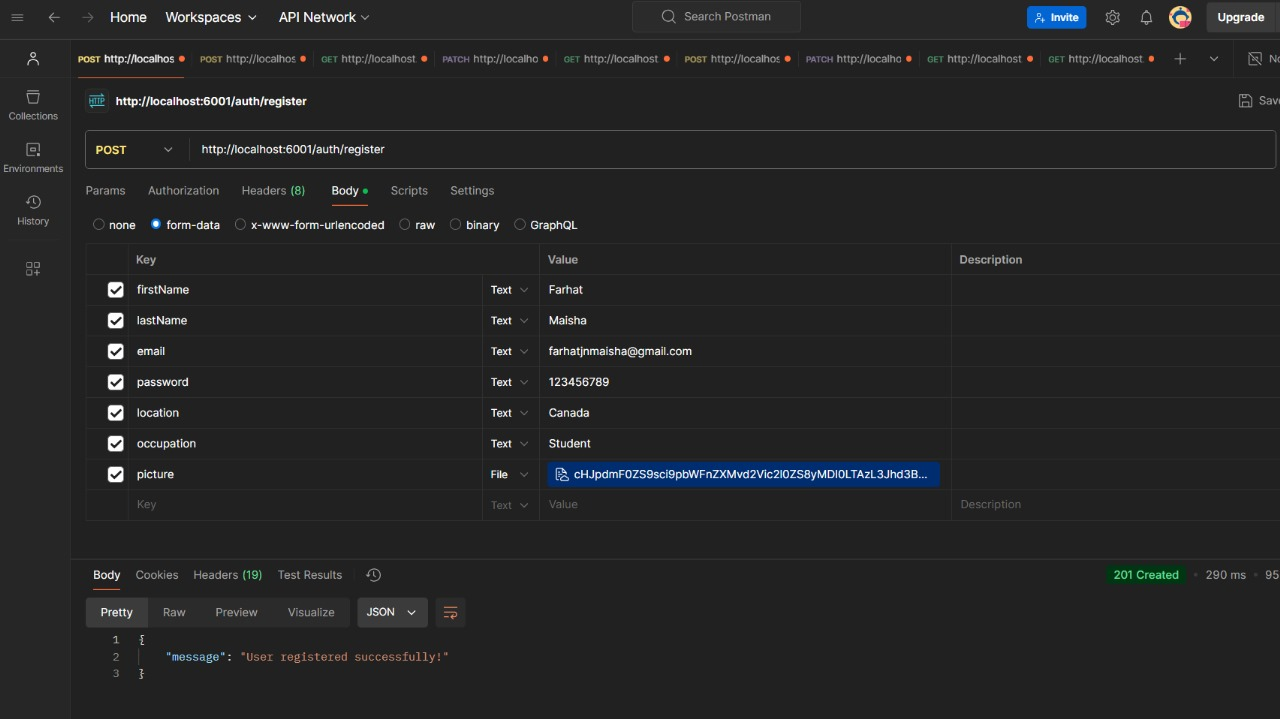 Home Workspaces API Network Search Postman Invite Upgrade
POST http://localhos POST http://localhos GET http://localhost. PATCH http://localho GET http://localhost POST http://localhos PATCH http://localho GET http://localhost GET http://localhost. No
HTTP http://localhost:6001/auth/register Save
Collections
POST http://localhost:6001/auth/register
Environments
Params Authorization Headers (8) Body Scripts Settings
History
none form-data x-www-form-urlencoded raw binary GraphQL
Key Value Description
firstName Text Farhat
lastName Text Maisha
email Text farhatjnmaisha@gmail.com
password Text 123456789
location Text Canada
occupation Text Student
picture File cHJpdmF0ZS9sci9pbWFnZXMvd2Vic2l0ZS8yMDI0LTAzL3Jhd3B...
Key Text Value Description
Body Cookies Headers (19) Test Results 201 Created 290 ms 95
Pretty Raw Preview Visualize JSON
1 {
2 "message": "User registered successfully!"
3 }